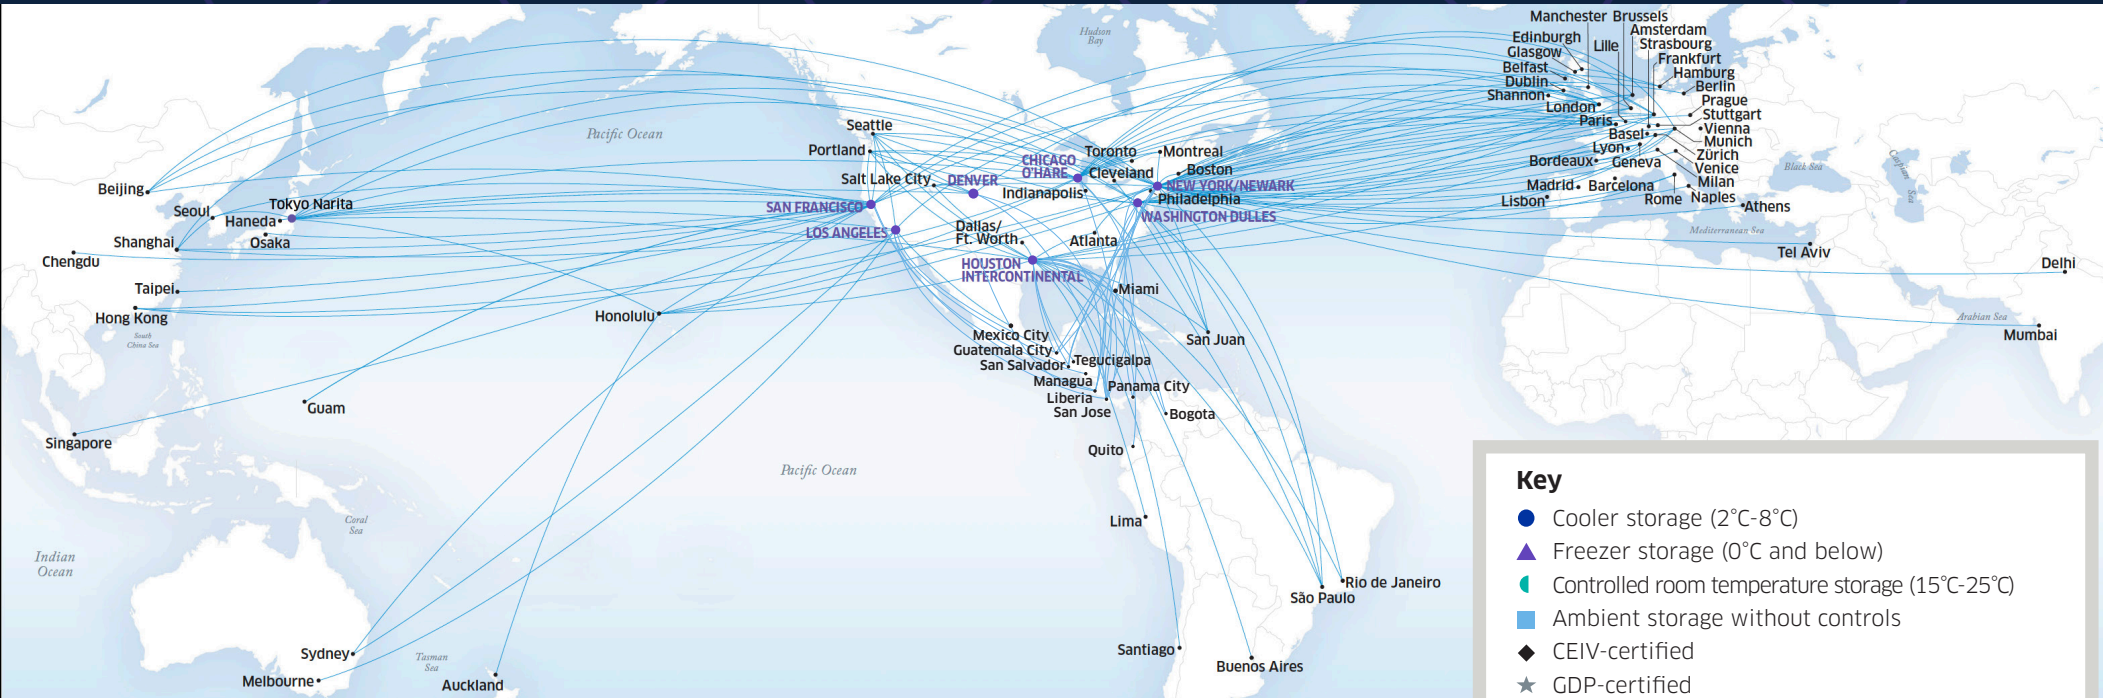 Hudson
Bay
Manchester Brussels
Edinburgh
Lille
Amsterdam
Glasgow
Strasbourg
Belfast
Frankfurt
Dublin
Hamburg
Shannon
Berlin
London
Prague
Paris
Stuttgart
Basel
Vienna
Lyon
Munich
Bordeaux
Geneva
Zürich
Venice
Madrid
Barcelona
Milan
Lisbon
Rome
Naples
Athens
Black Sea
Caspian
Sea
Mediterranean Sea
Tel Aviv
Delhi
Arabian Sea
Mumbai
Pacific Ocean
Seattle
Portland
Salt Lake City
DENVER
SAN FRANCISCO
LOS ANGELES
CHICAGO
O'HARE
Toronto
Montreal
Cleveland
Boston
Indianapolis
NEW YORK/NEWARK
Philadelphia
WASHINGTON DULLES
Dallas/
Ft. Worth
Atlanta
HOUSTON
INTERCONTINENTAL
Miami
Beijing
Seoul
Tokyo Narita
Haneda
Osaka
Shanghai
Chengdu
Taipei
Hong Kong
South
China Sea
Honolulu
Mexico City
Guatemala City
San Salvador
Tegucigalpa
Managua
Liberia
San Jose
Panama City
San Juan
Bogota
Quito
Guam
Singapore
Pacific Ocean
Lima
Coral
Sea
Indian
Ocean
Rio de Janeiro
São Paulo
Sydney
Melbourne
Tasman
Sea
Auckland
Santiago
Buenos Aires
Key
Cooler storage (2°C-8°C)
Freezer storage (0°C and below)
Controlled room temperature storage (15°C-25°C)
Ambient storage without controls
CEIV-certified
GDP-certified